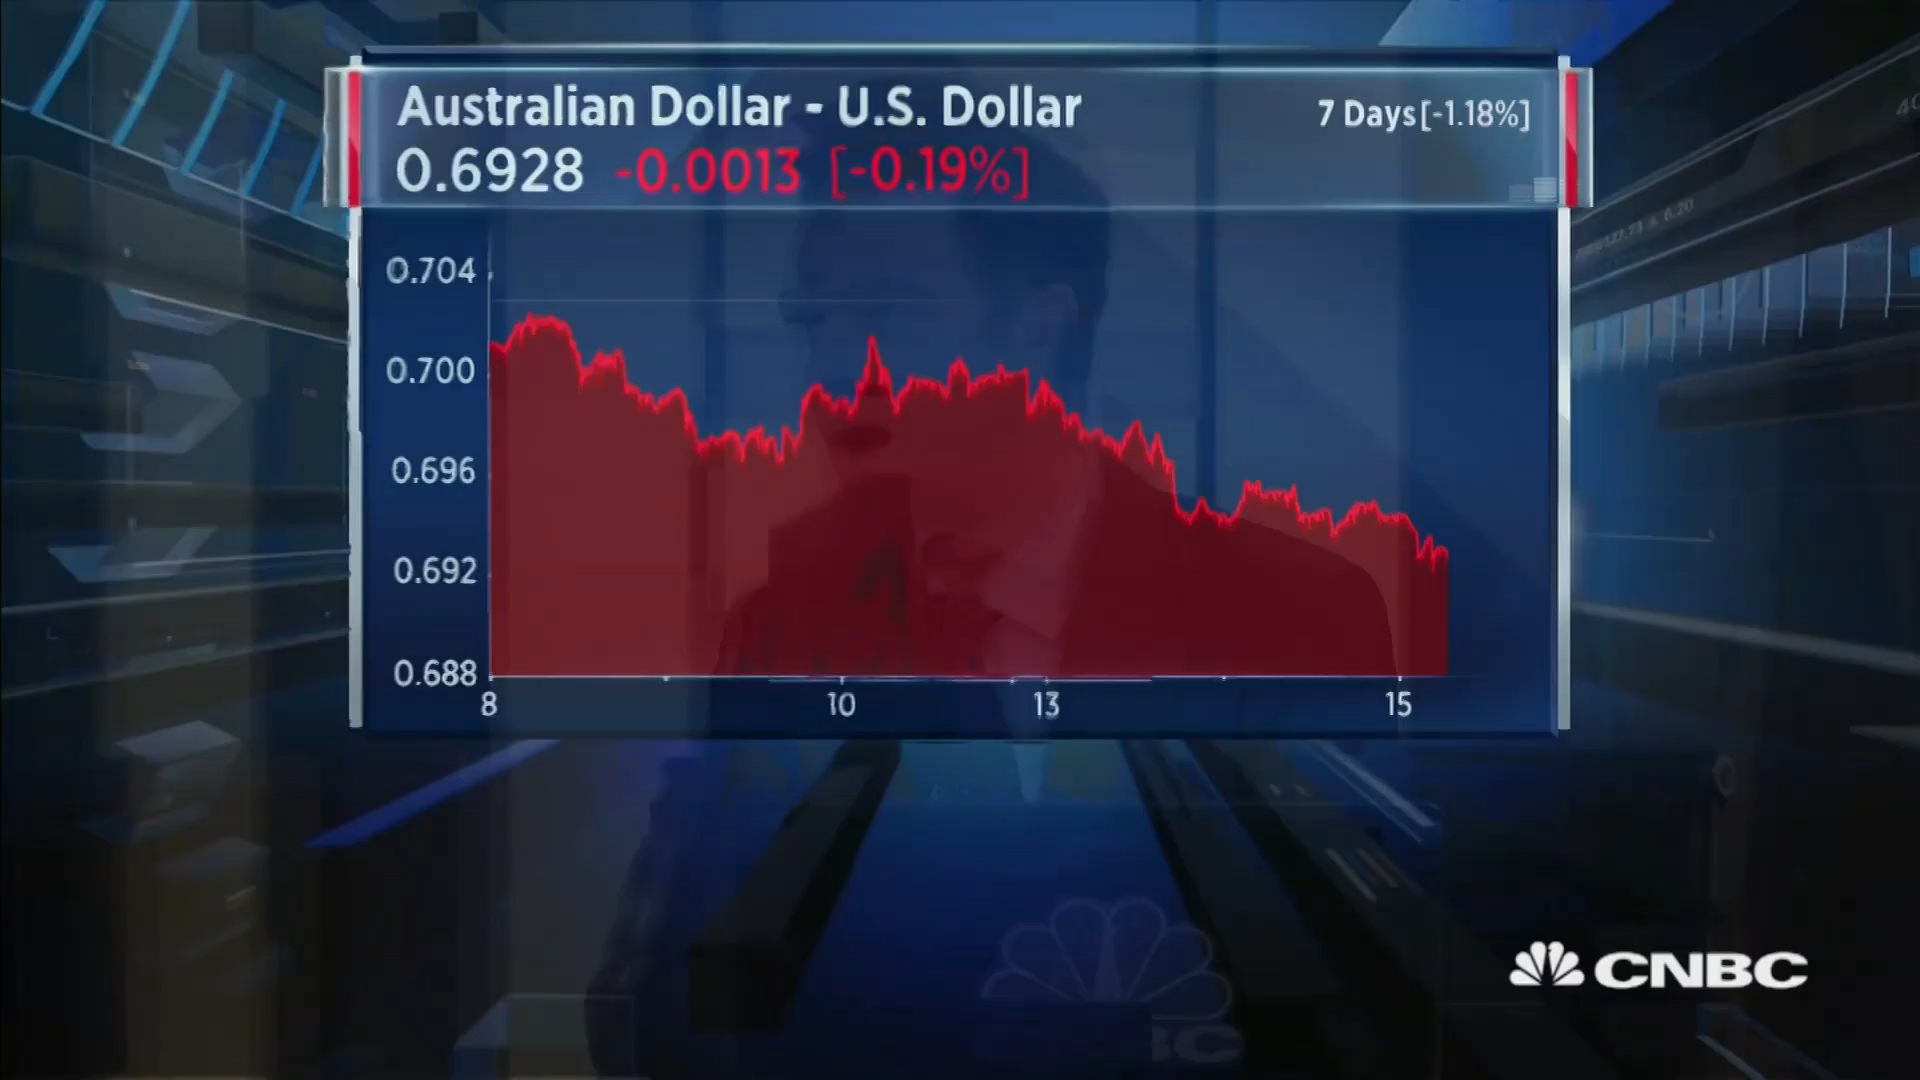 Australian Dollar - U.S. Dollar
7 Days [-1.18%]
0.6928 -0.0013 [-0.19%]
0.704
0.700
0.696
0.692
0.688
8 10 13 15
CNBC